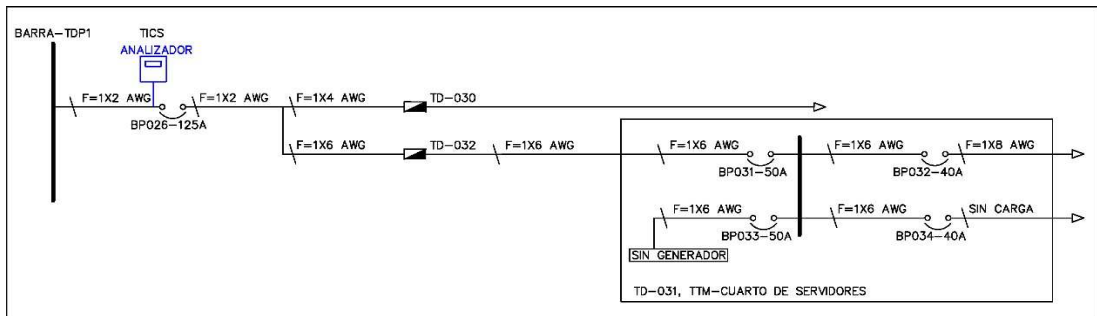 BARRA-TDP1
TICS
ANALIZADOR
F=1X2 AWG
F=1X2 AWG
F=1X4 AWG
TD-030
BP026-125A
F=1X6 AWG
TD-032
F=1X6 AWG
F=1X6 AWG
F=1X6 AWG
F=1X8 AWG
BP031-50A
BP032-40A
F=1X6 AWG
F=1X6 AWG
SIN CARGA
BP033-50A
BP034-40A
SIN GENERADOR
TD-031, TTM-CUARTO DE SERVIDORES